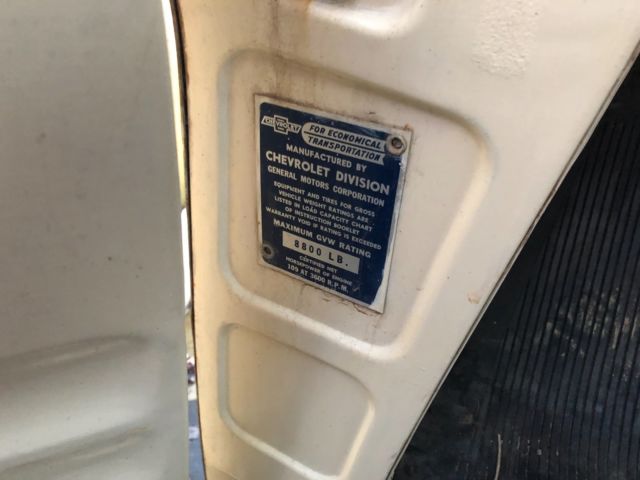 CHEVROLET
FOR ECONOMICAL
TRANSPORTATION
MANUFACTURED BY
CHEVROLET DIVISION
GENERAL MOTORS CORPORATION
EQUIPMENT AND TIRES FOR GROSS
VEHICLE WEIGHT RATINGS ARE
LISTED IN LOAD CAPACITY CHART
OF INSTRUCTION BOOKLET
WARRANTY VOID IF RATING IS EXCEEDED
MAXIMUM GVW RATING
8800 LB.
CERTIFIED NET
HORSEPOWER OF ENGINE
109 AT 3600 R.P.M.